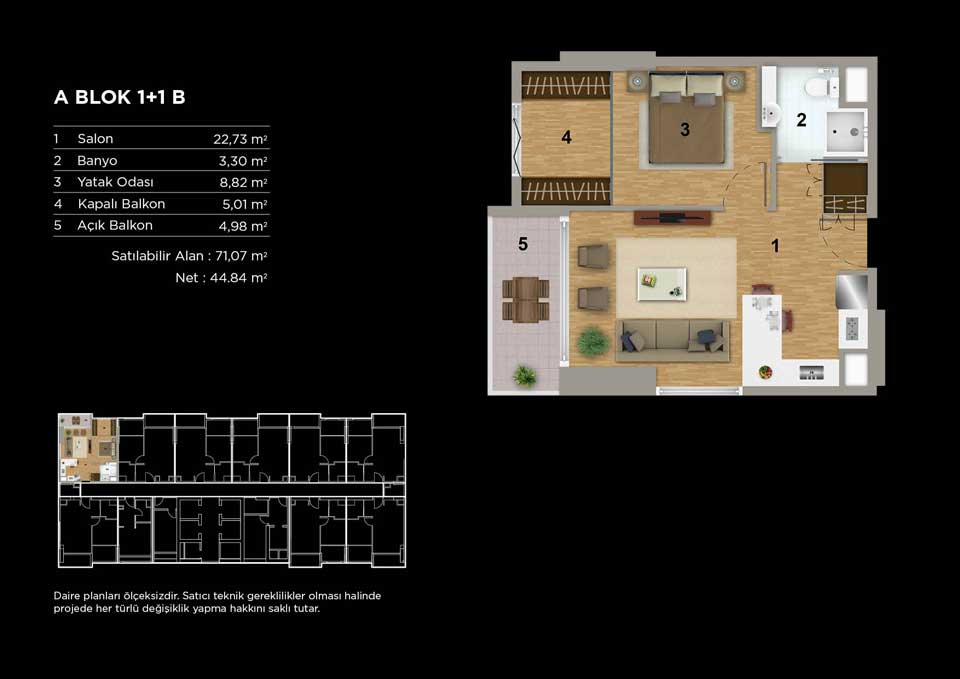 A BLOK 1+1 B
1 Salon 22,73 m²
2 Banyo 3,30 m²
3 Yatak Odası 8,82 m²
4 Kapalı Balkon 5,01 m²
5 Açık Balkon 4,98 m²
Satılabilir Alan : 71,07 m²
Net : 44.84 m²
4
3
2
5
1
Daire planları ölçeksizdir. Satıcı teknik gereklilikler olması halinde
projede her türlü değişiklik yapma hakkını saklı tutar.